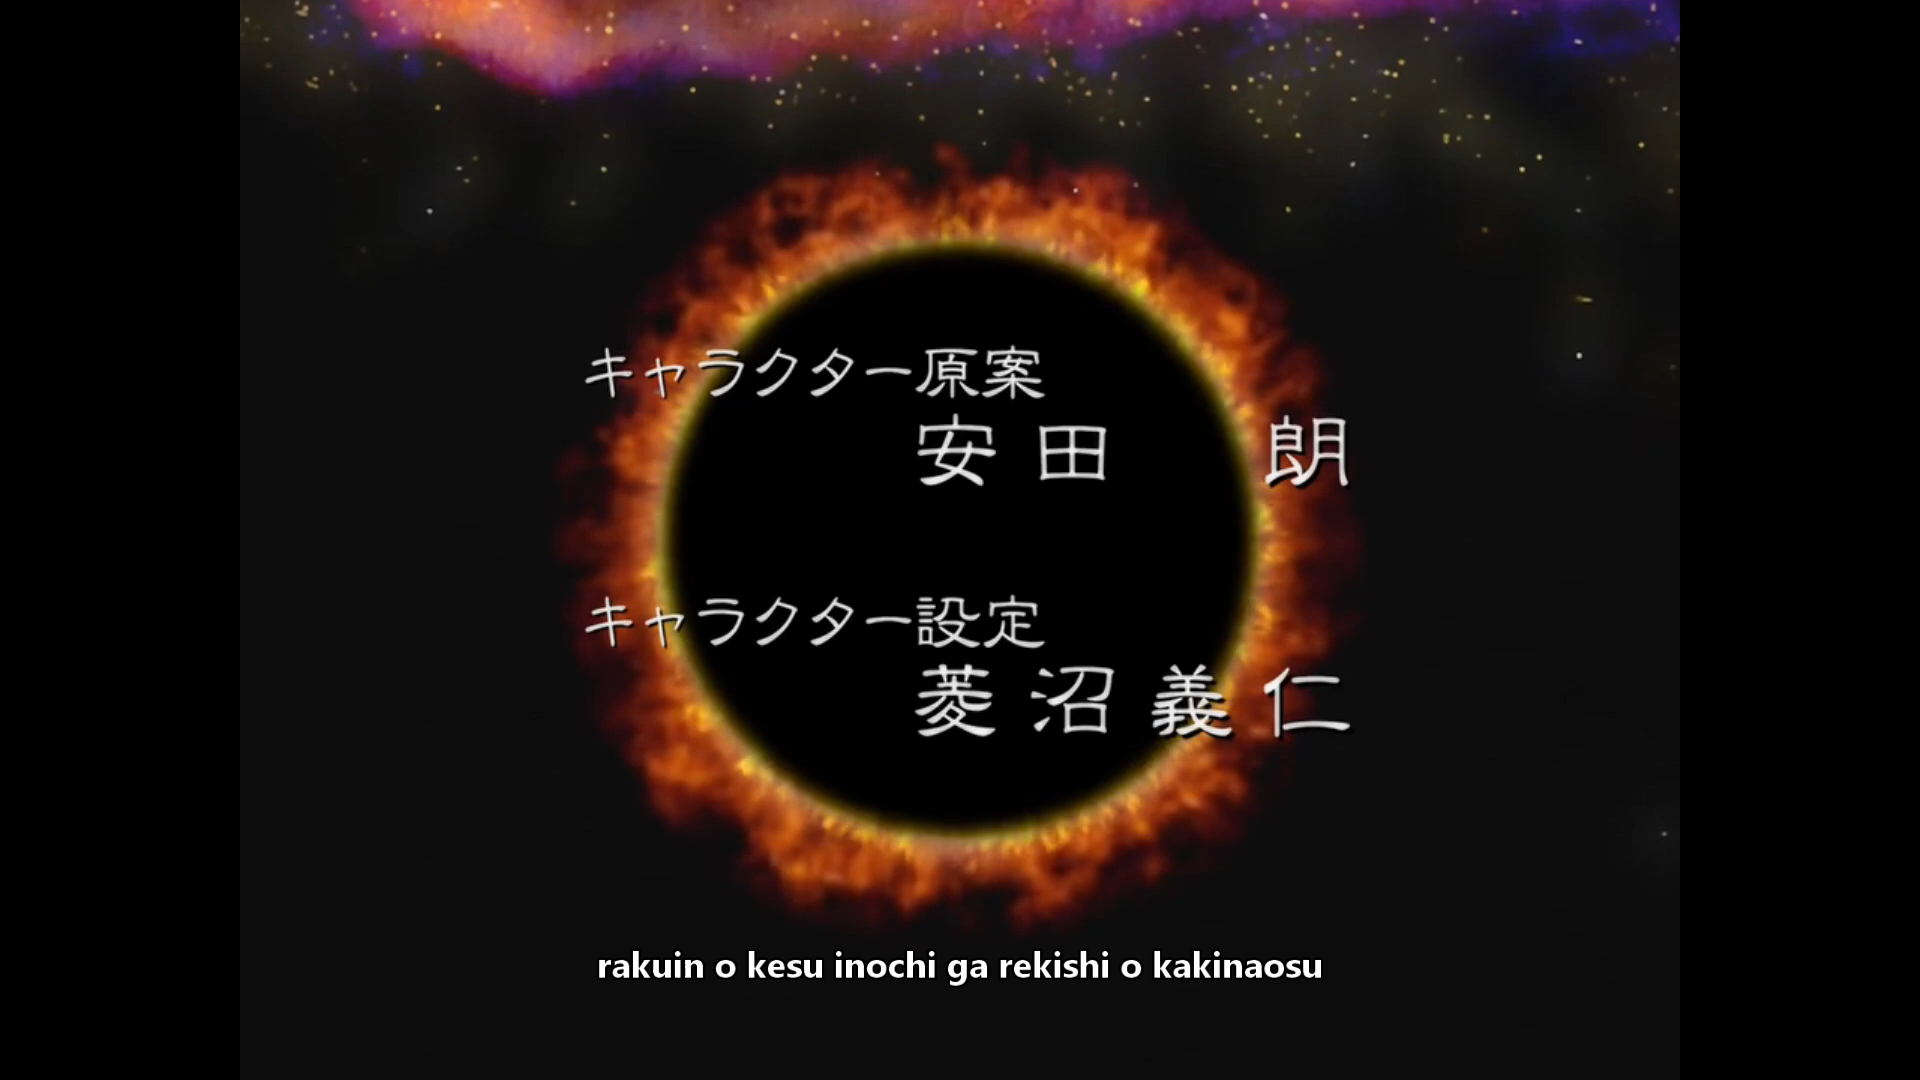 キャラクター原案
安田 朗
キャラクター設定
菱沼義仁
rakuin o kesu inochi ga rekishi o kakinaosu